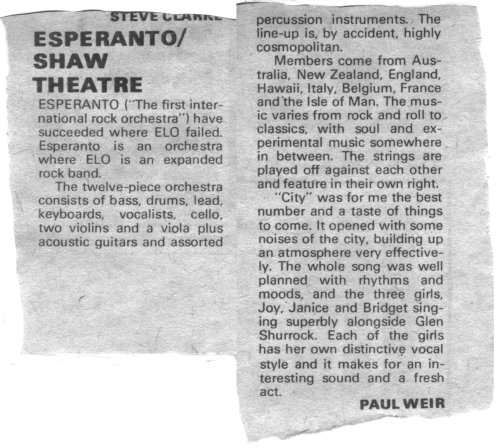 STEVE CLARKE
ESPERANTO/
SHAW
THEATRE
ESPERANTO ("The first inter-
national rock orchestra") have
succeeded where ELO failed.
Esperanto is an orchestra
where ELO is an expanded
rock band.
The twelve-piece orchestra
consists of bass, drums, lead,
keyboards, vocalists, cello,
two violins and a viola plus
acoustic guitars and assorted
percussion instruments. The
line-up is, by accident, highly
cosmopolitan.
Members come from Aus-
tralia, New Zealand, England,
Hawaii, Italy, Belgium, France
and the Isle of Man. The mus-
ic varies from rock and roll to
classics, with soul and ex-
perimental music somewhere
in between. The strings are
played off against each other
and feature in their own right.
"City" was for me the best
number and a taste of things
to come. It opened with some
noises of the city, building up
an atmosphere very effective-
ly. The whole song was well
planned with rhythms and
moods, and the three girls,
Joy, Janice and Bridget sing-
ing superbly alongside Glen
Shurrock. Each of the girls
has her own distinctive vocal
style and it makes for an in-
teresting sound and a fresh
act.
PAUL WEIR